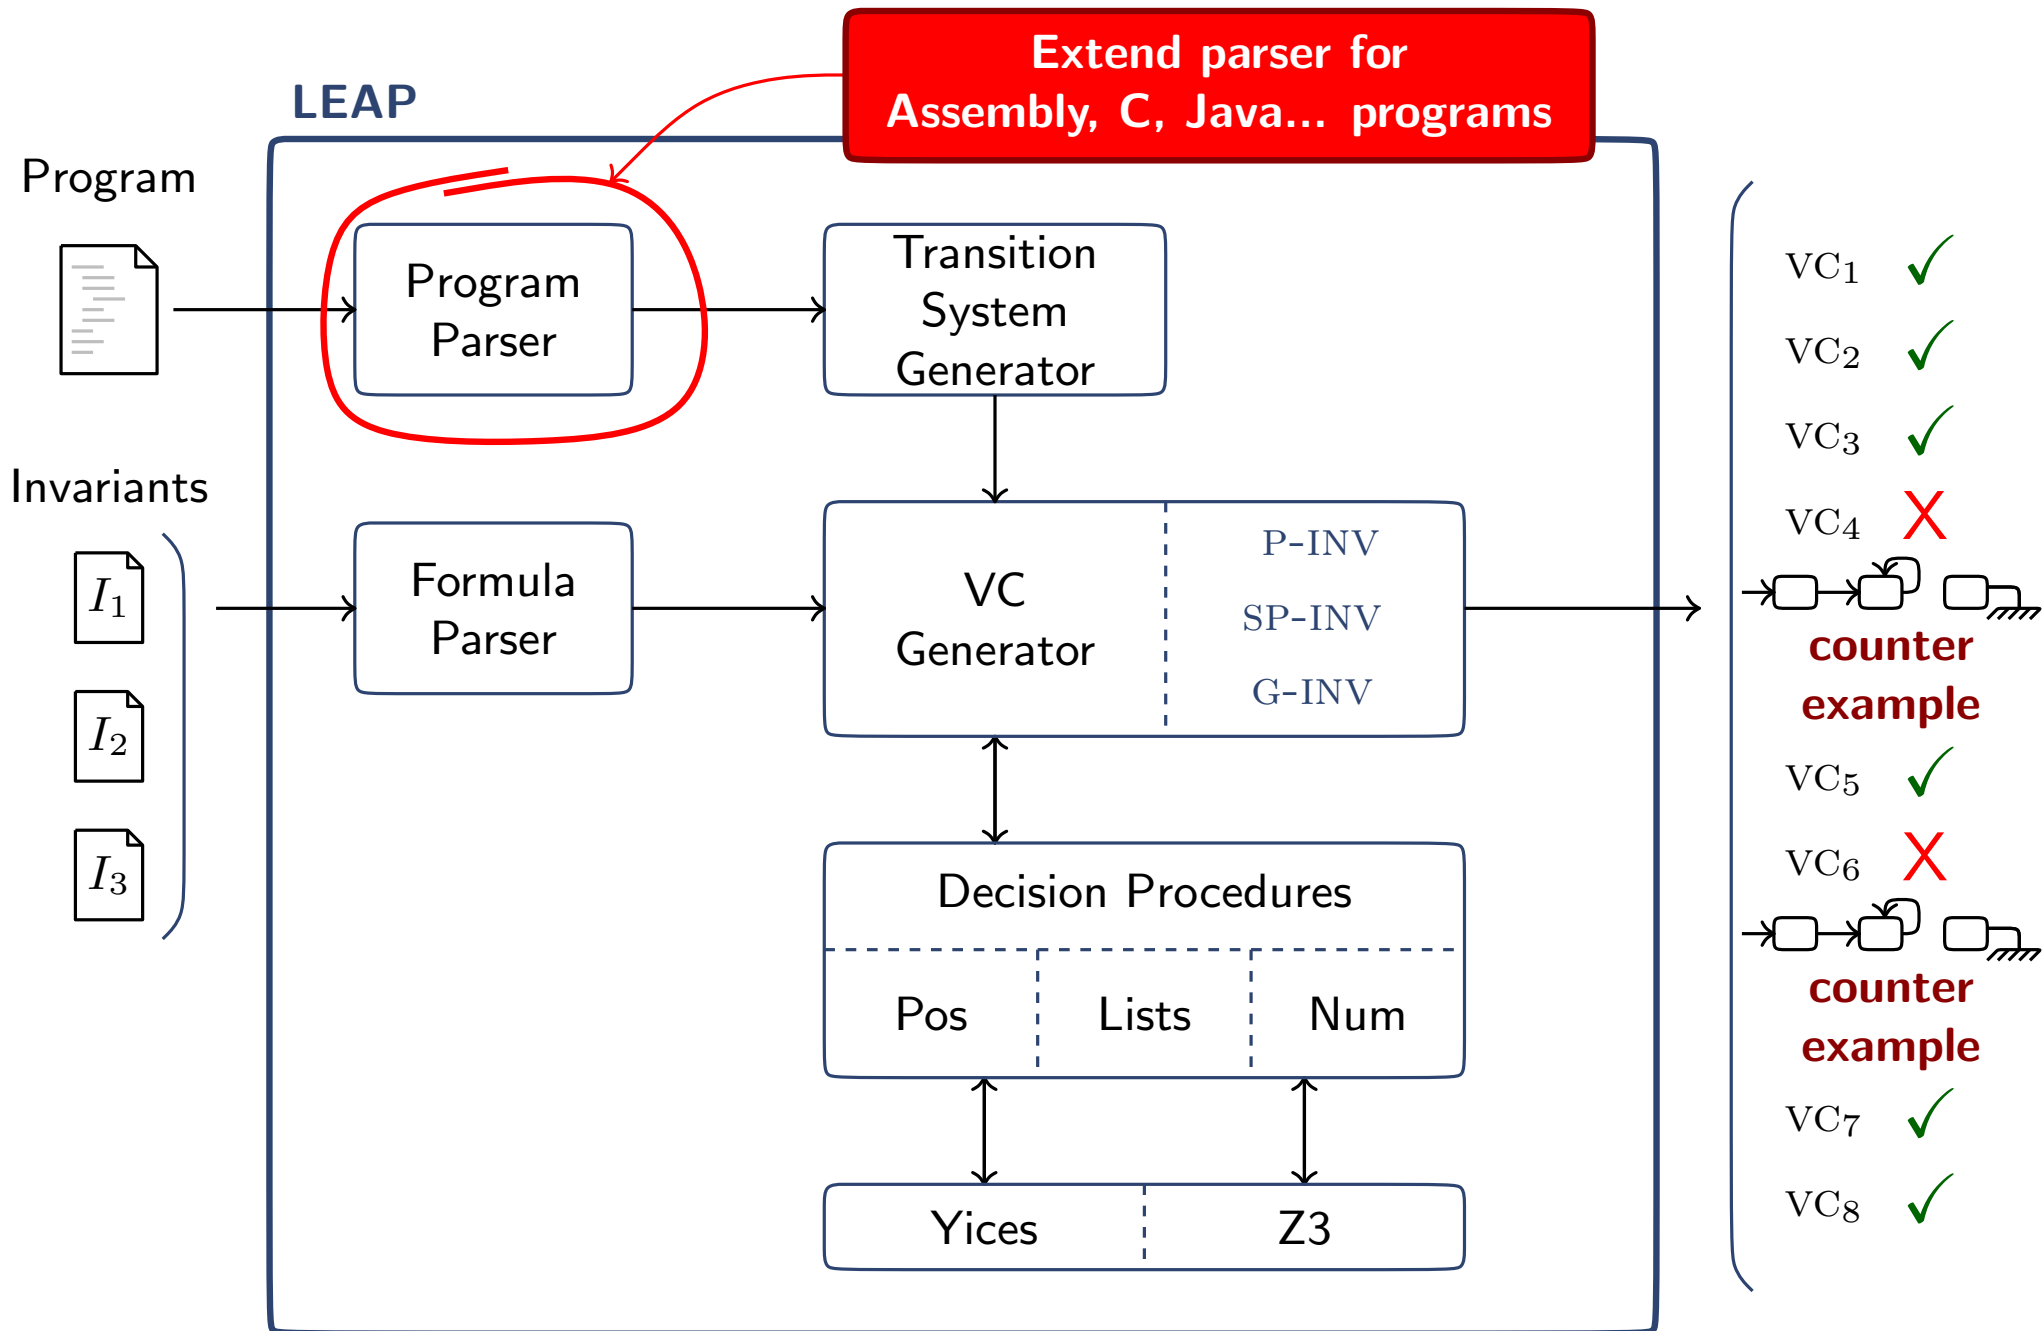 Extend parser for
Assembly, C, Java... programs
LEAP
Program
Program
Parser
Transition
System
Generator
Invariants
I1
I2
I3
Formula
Parser
VC
Generator
P-INV
SP-INV
G-INV
Decision Procedures
Pos
Lists
Num
Yices
Z3
VC1 ✓
VC2 ✓
VC3 ✓
VC4 X
counter
example
VC5 ✓
VC6 X
counter
example
VC7 ✓
VC8 ✓